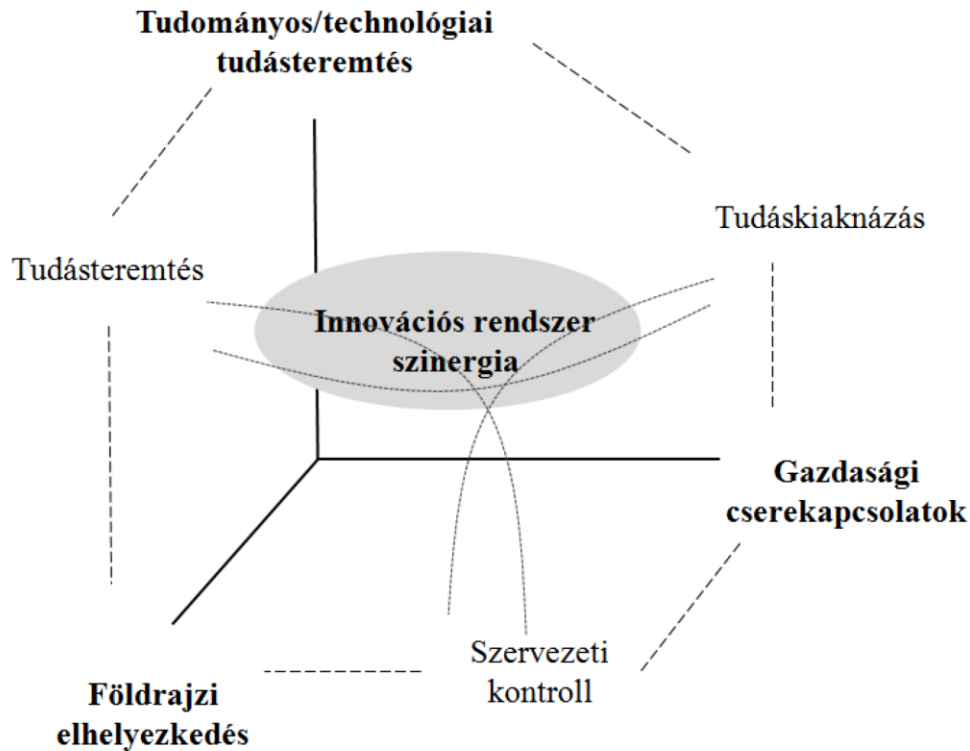 Tudományos/technológiai
tudásteremtés
Tudáskiaknázás
Tudásteremtés
Innovációs rendszer
szinergia
Gazdasági
cserekapcsolatok
Szervezeti
kontroll
Földrajzi
elhelyezkedés